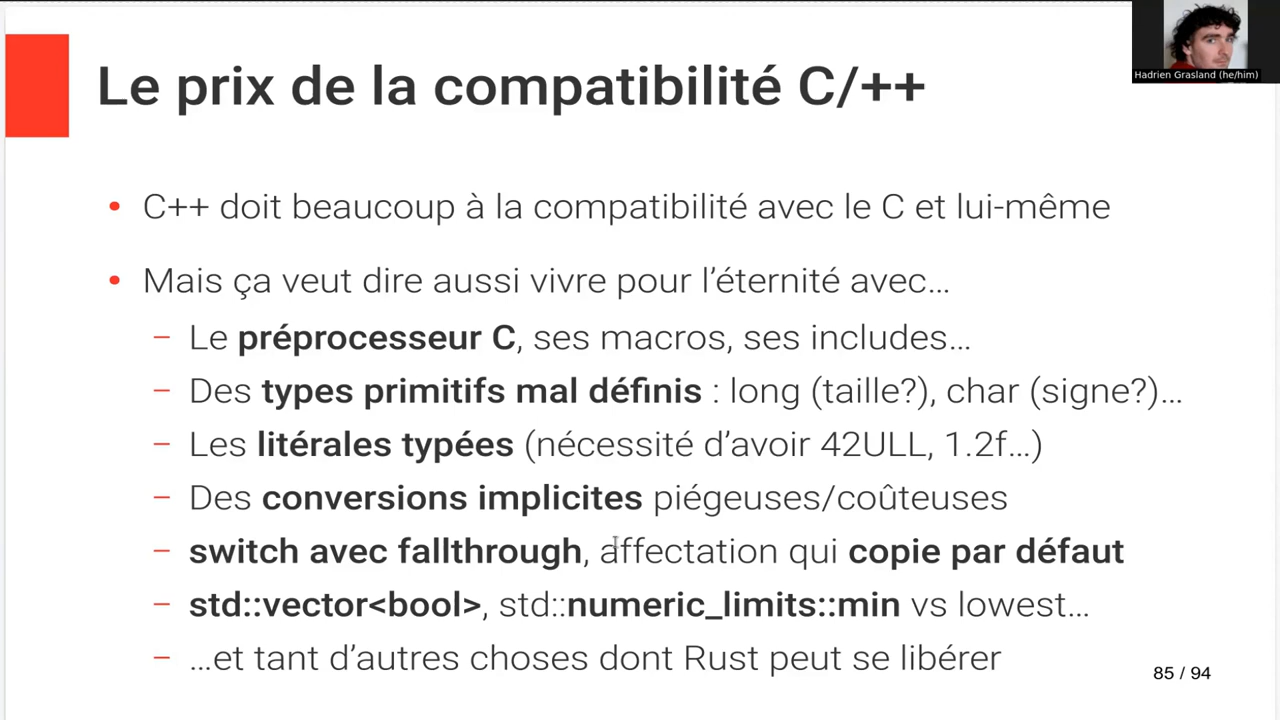 Hadrien Grasland (he/him)
Le prix de la compatibilité C/++
• C++ doit beaucoup à la compatibilité avec le C et lui-même
• Mais ça veut dire aussi vivre pour l’éternité avec…
– Le préprocesseur C, ses macros, ses includes…
– Des types primitifs mal définis : long (taille?), char (signe?)…
– Les litérales typées (nécessité d’avoir 42ULL, 1.2f…)
– Des conversions implicites piégeuses/coûteuses
– switch avec fallthrough, affectation qui copie par défaut
– std::vector<bool>, std::numeric_limits::min vs lowest…
– …et tant d’autres choses dont Rust peut se libérer
85 / 94